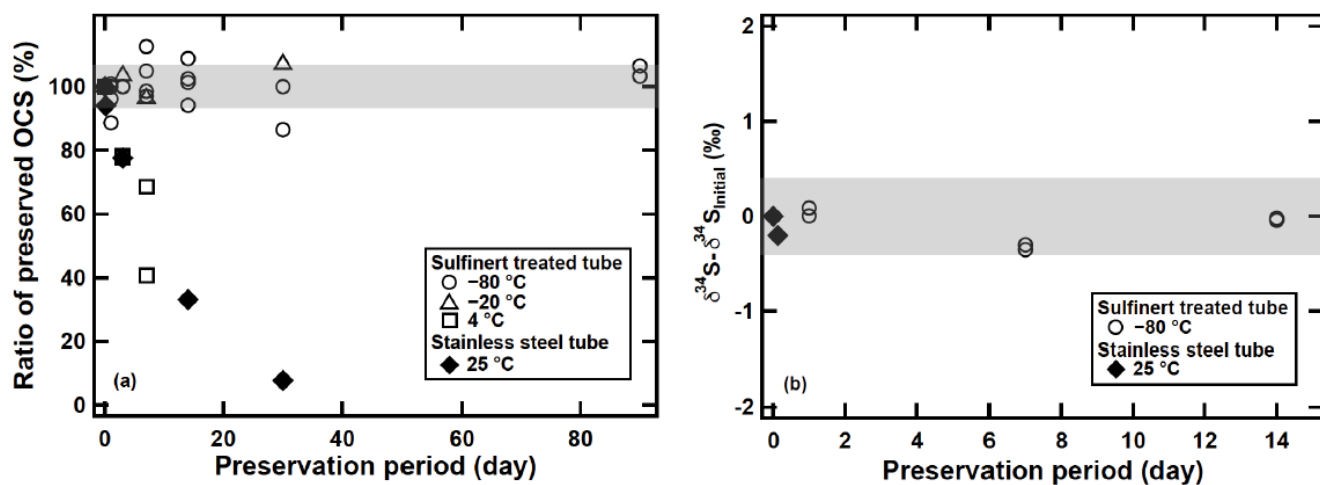 Ratio of preserved OCS (%)
100
80
60
40
20
0
Sulfinert treated tube
−80 °C
−20 °C
4 °C
Stainless steel tube
25 °C
(a)
0 20 40 60 80
Preservation period (day)
δ34S- δ34SInitial (‰)
2
1
0
-1
-2
Sulfinert treated tube
−80 °C
Stainless steel tube
25 °C
(b)
0 2 4 6 8 10 12 14
Preservation period (day)